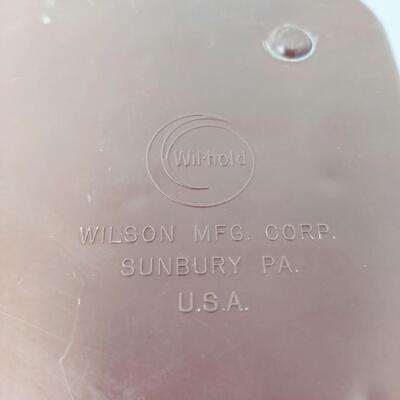 Wil-hold
WILSON MFG. CORP.
SUNBURY PA.
U.S.A.